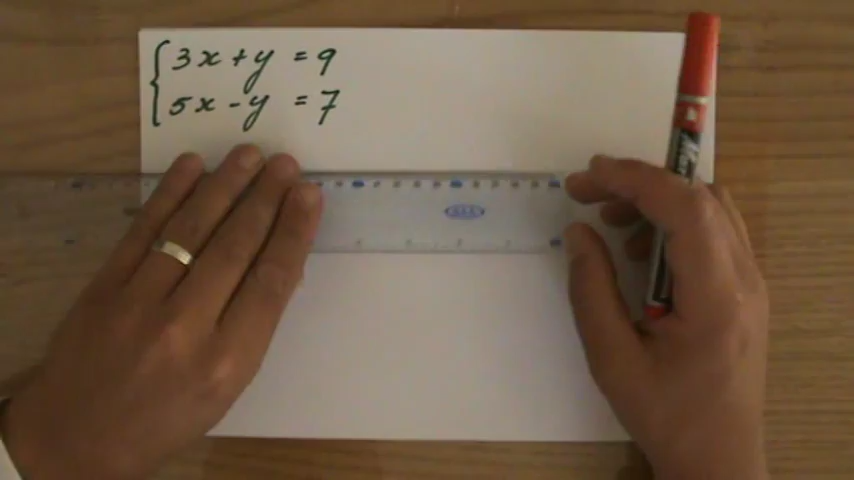 3x + y = 9
5x - y = 7